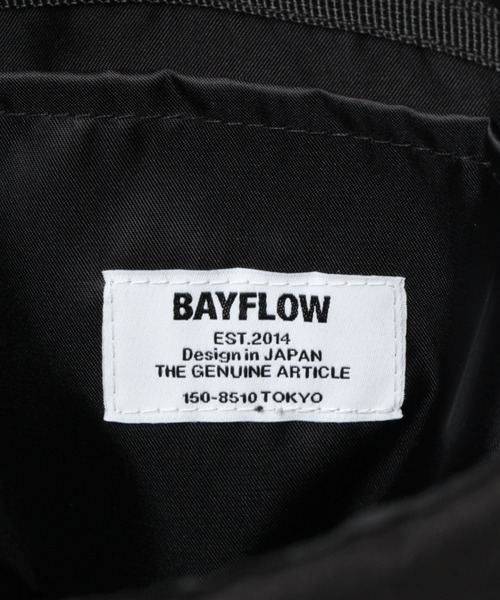 BAYFLOW
EST.2014
Design in JAPAN
THE GENUINE ARTICLE
150-8510 TOKYO